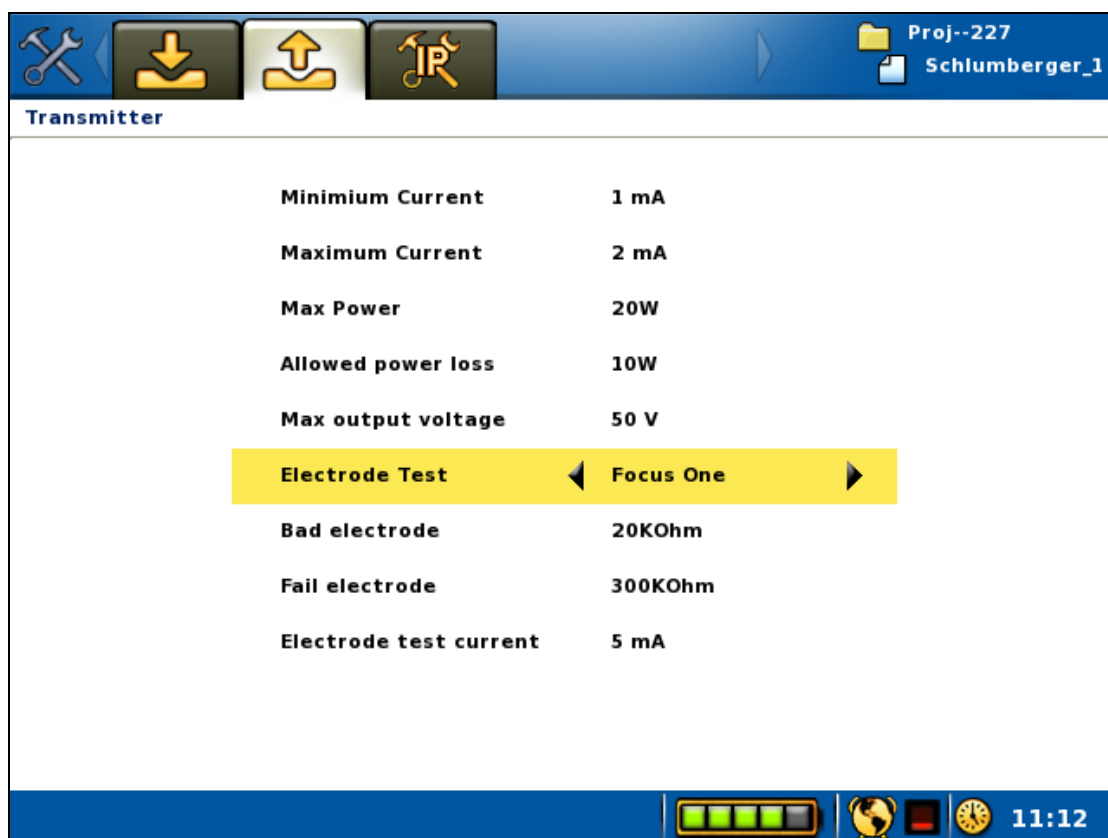 IR
Proj--227
Schlumberger_1
Transmitter
Minimium Current 1 mA
Maximum Current 2 mA
Max Power 20W
Allowed power loss 10W
Max output voltage 50 V
Electrode Test Focus One
Bad electrode 20KOhm
Fail electrode 300KOhm
Electrode test current 5 mA
11:12